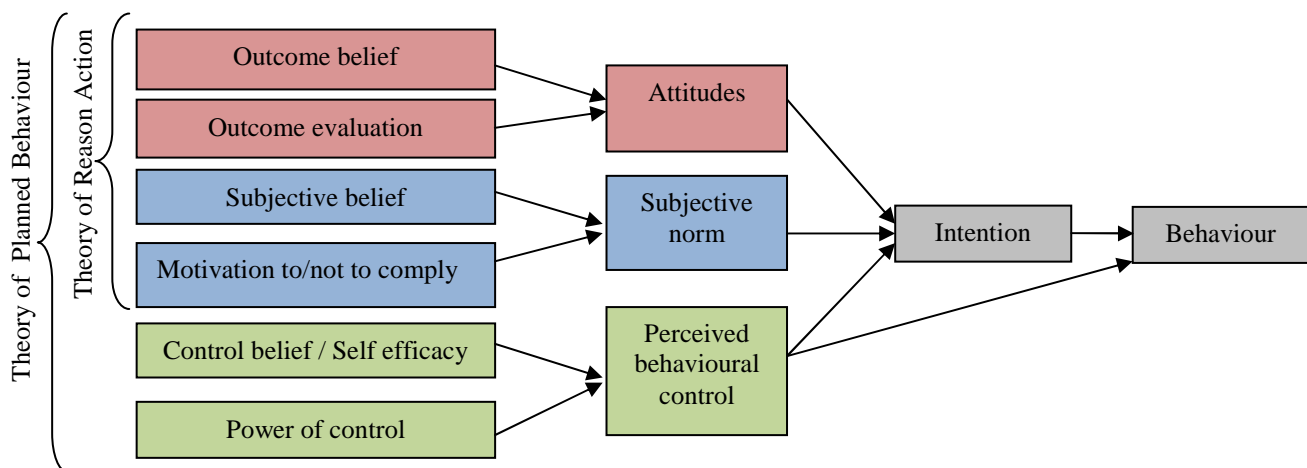 Theory of Planned Behaviour
Theory of Reason Action
Outcome belief
Outcome evaluation
Subjective belief
Motivation to/not to comply
Control belief / Self efficacy
Power of control
Attitudes
Subjective
norm
Perceived
behavioural
control
Intention
Behaviour